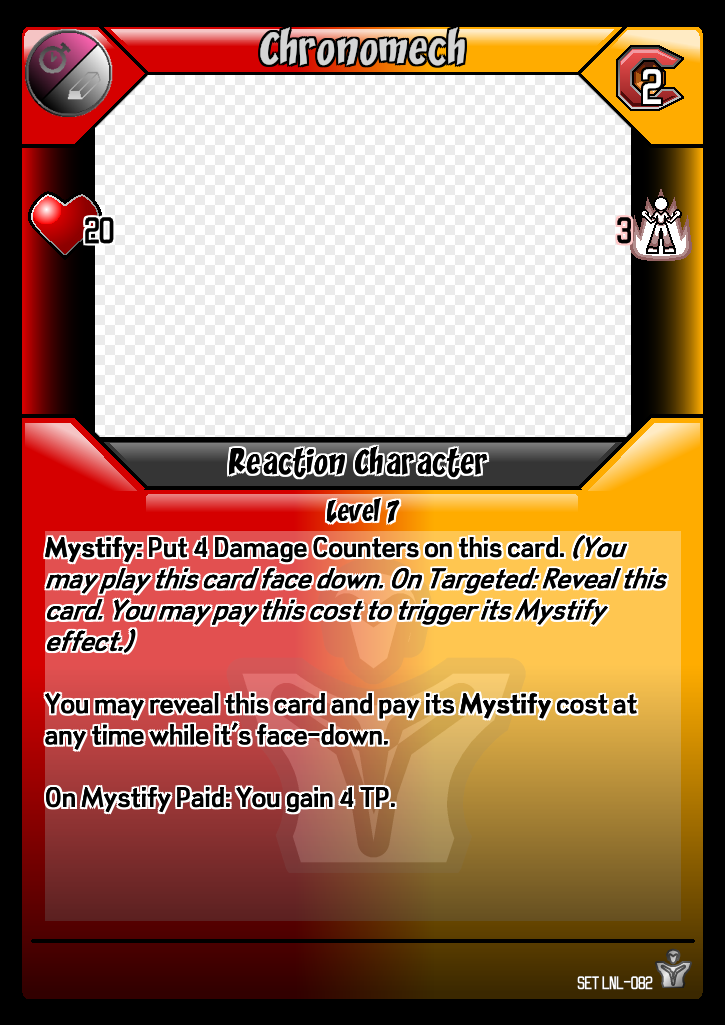 Chronomech
2
20
3
Reaction Character
Level 7
Mystify: Put 4 Damage Counters on this card. (You
may play this card face down. On Targeted: Reveal this
card. You may pay this cost to trigger its Mystify
effect.)
You may reveal this card and pay its Mystify cost at
any time while it's face-down.
On Mystify Paid: You gain 4 TP.
SET LNL-082